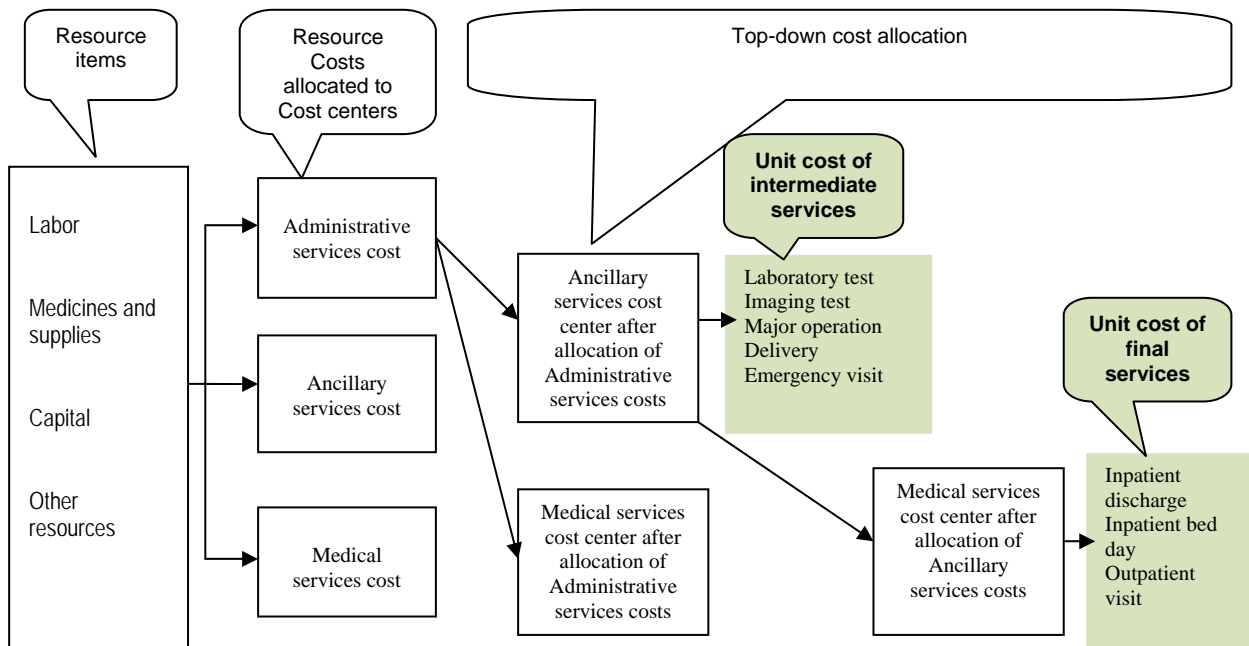 Resource
items
Resource
Costs
allocated to
Cost centers
Top-down cost allocation
Unit cost of
intermediate
services
Unit cost of
final
services
Labor
Medicines and
supplies
Capital
Other
resources
Administrative
services cost
Ancillary
services cost
Medical
services cost
Ancillary
services cost
center after
allocation of
Administrative
services costs
Medical services
cost center after
allocation of
Administrative
services costs
Laboratory test
Imaging test
Major operation
Delivery
Emergency visit
Medical services
cost center after
allocation of
Ancillary
services costs
Inpatient
discharge
Inpatient bed
day
Outpatient
visit